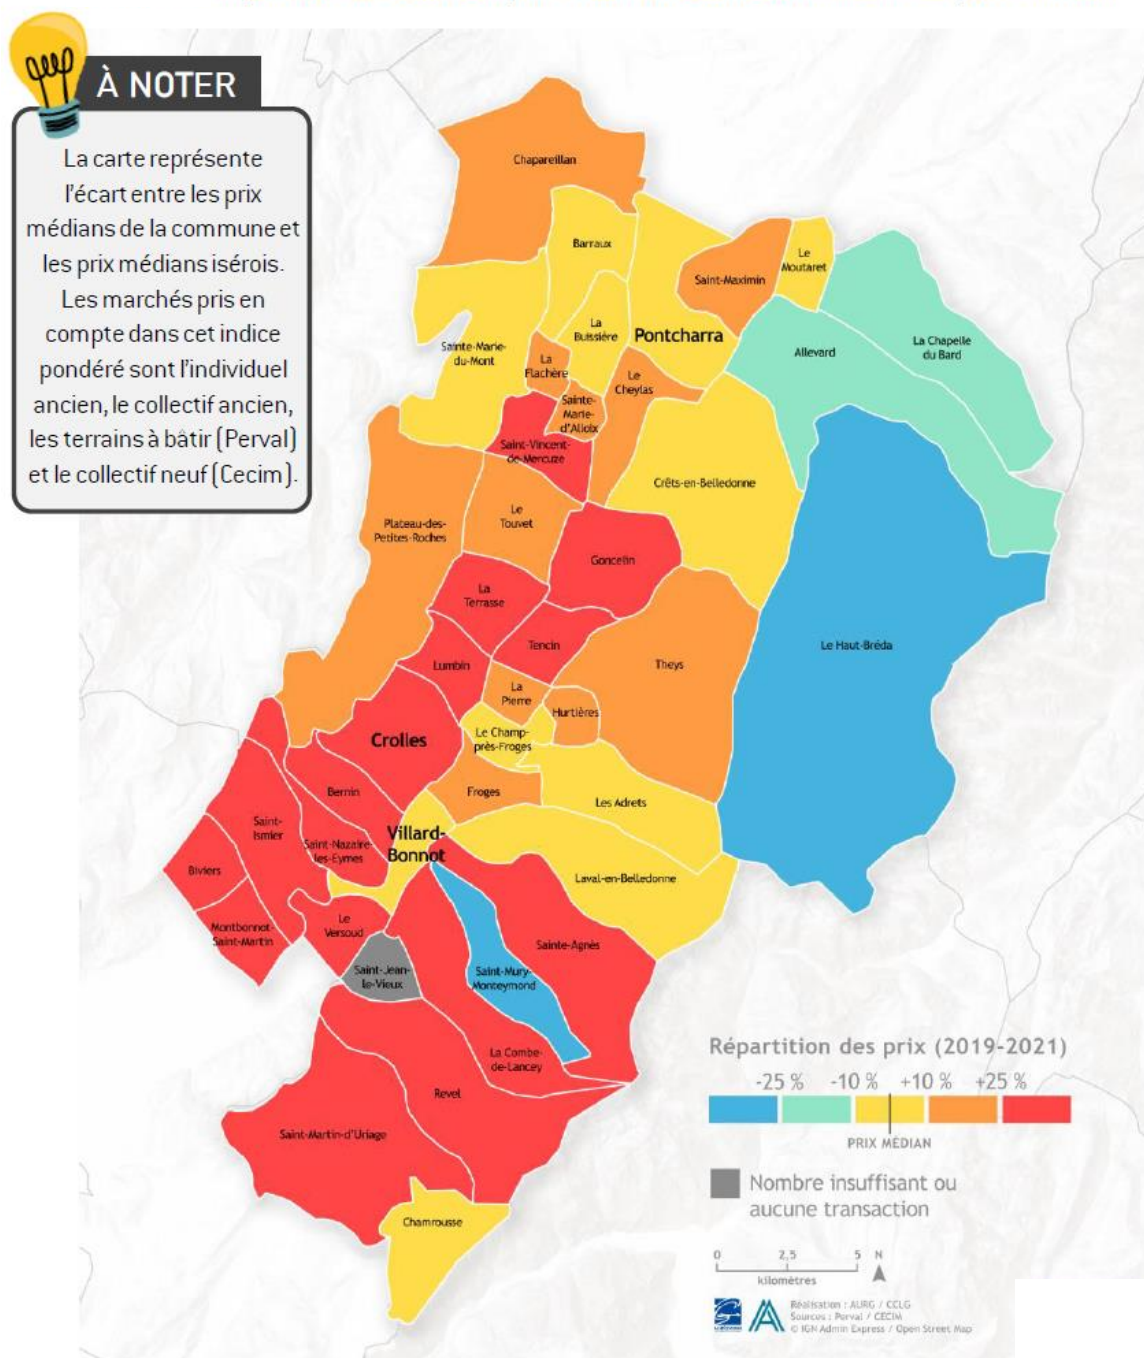 À NOTER
La carte représente
l'écart entre les prix
médians de la commune et
les prix médians isérois.
Les marchés pris en
compte dans cet indice
pondéré sont l'individuel
ancien, le collectif ancien,
les terrains à bâtir (Perval)
et le collectif neuf (Cecim).
Chapareillan
Barraux
Le
Moutaret
Saint-Maximin
La
Buissière
Pontcharra
La Chapelle
du Bard
Allevard
Sainte-Marie-
du-Mont
La
Flachère
Le
Cheylas
Sainte-
Marie-
d'Alloix
Saint-Vincent-
de-Mercuze
Crêts-en-Belledonne
Le
Touvet
Plateau-des-
Petites-Roches
Goncelin
La
Terrasse
Tencin
Le Haut-Bréda
Lumbin
Theys
La
Pierre
Hurtières
Crolles
Le Champ-
près-Froges
Bernin
Froges
Les Adrets
Saint-
Ismier
Villard-
Bonnot
Saint-Nazaire-
les-Eymes
Biviers
Laval-en-Belledonne
Montbonnot-
Saint-Martin
Le
Versoud
Sainte-Agnès
Saint-Jean-
le-Vieux
Saint-Mury-
Monteymond
La Combe-
de-Lancey
Revel
Saint-Martin-d'Uriage
Chamrousse
Répartition des prix (2019-2021)
-25 % -10 % +10 % +25 %
PRIX MÉDIAN
Nombre insuffisant ou
aucune transaction
0 2,5 5 N
kilomètres
Réalisation : AURG / CCLG
Sources : Perval / CECIM
© IGN Admin Express / Open Street Map